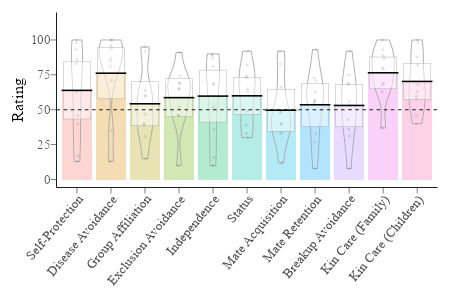 Rating
100
75
50
25
0
Self-Protection
Disease Avoidance
Group Affiliation
Exclusion Avoidance
Independence
Status
Mate Acquisition
Mate Retention
Breakup Avoidance
Kin Care (Family)
Kin Care (Children)